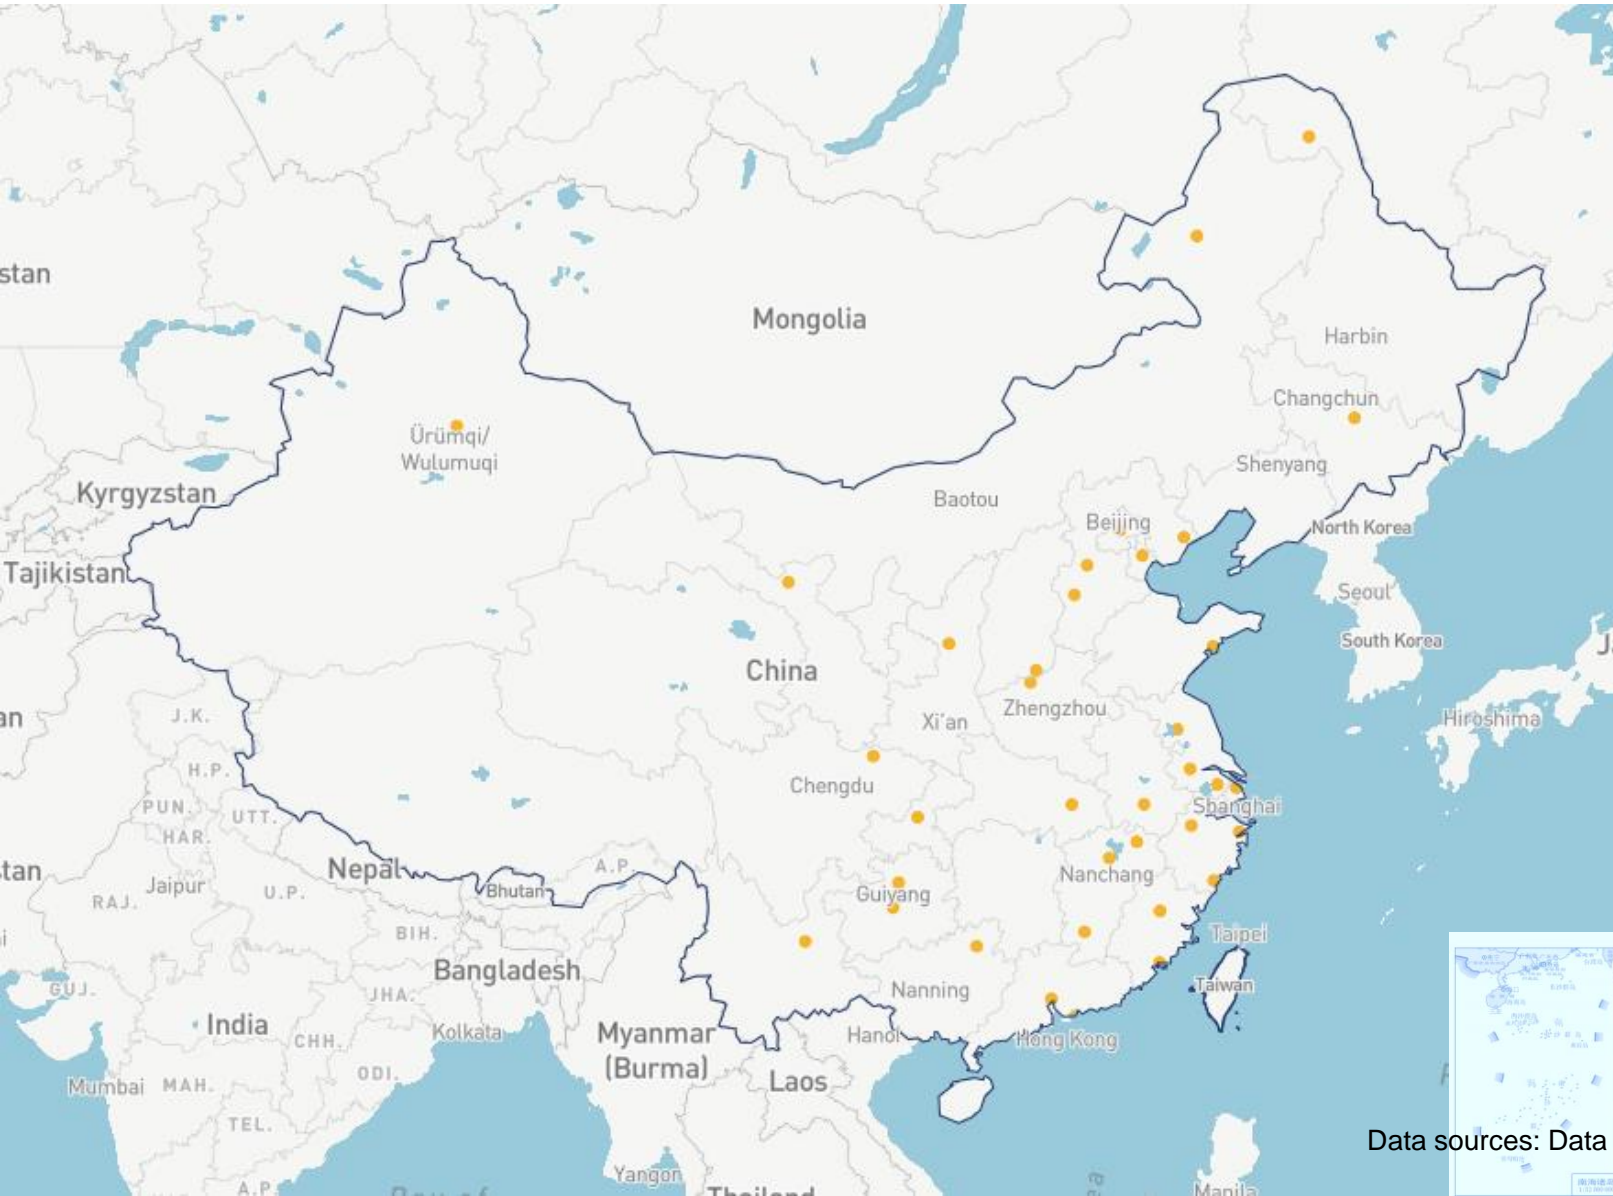 stan
Mongolia
Harbin
Changchun
Ürümqi/
Wulumuqi
Shenyang
Kyrgyzstan
Baotou
Beijing
North Korea
Tajikistan
Seoul
South Korea
China
J.K.
Zhengzhou
Xi'an
Hiroshima
H.P.
Chengdu
PUN.
UTT.
Shanghai
HAR.
Nepal
A.P.
Nanchang
Bhutan
Jaipur
U.P.
Guiyang
RAJ.
BIH.
Taipei
Bangladesh
GUJ.
JHA.
Nanning
Taiwan
India
CHH.
Kolkata
Myanmar
(Burma)
Hanoi
Hong Kong
ODI.
Laos
Mumbai
MAH.
TEL.
Data sources: Data
Yangon
A.P.
Thailand
Manila